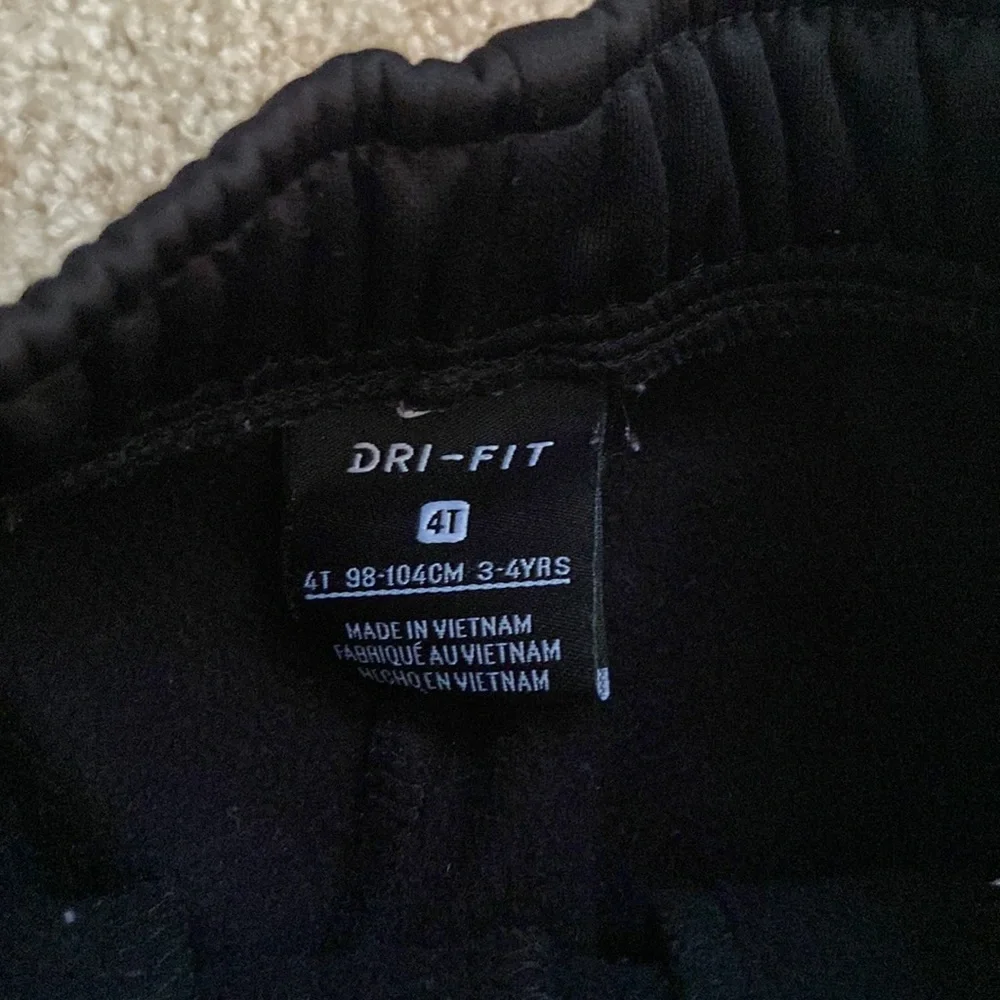 DRI-FIT
4T
4T 98-104CM 3-4YRS
MADE IN VIETNAM
FABRIQUÉ AU VIETNAM
HECHO EN VIETNAM